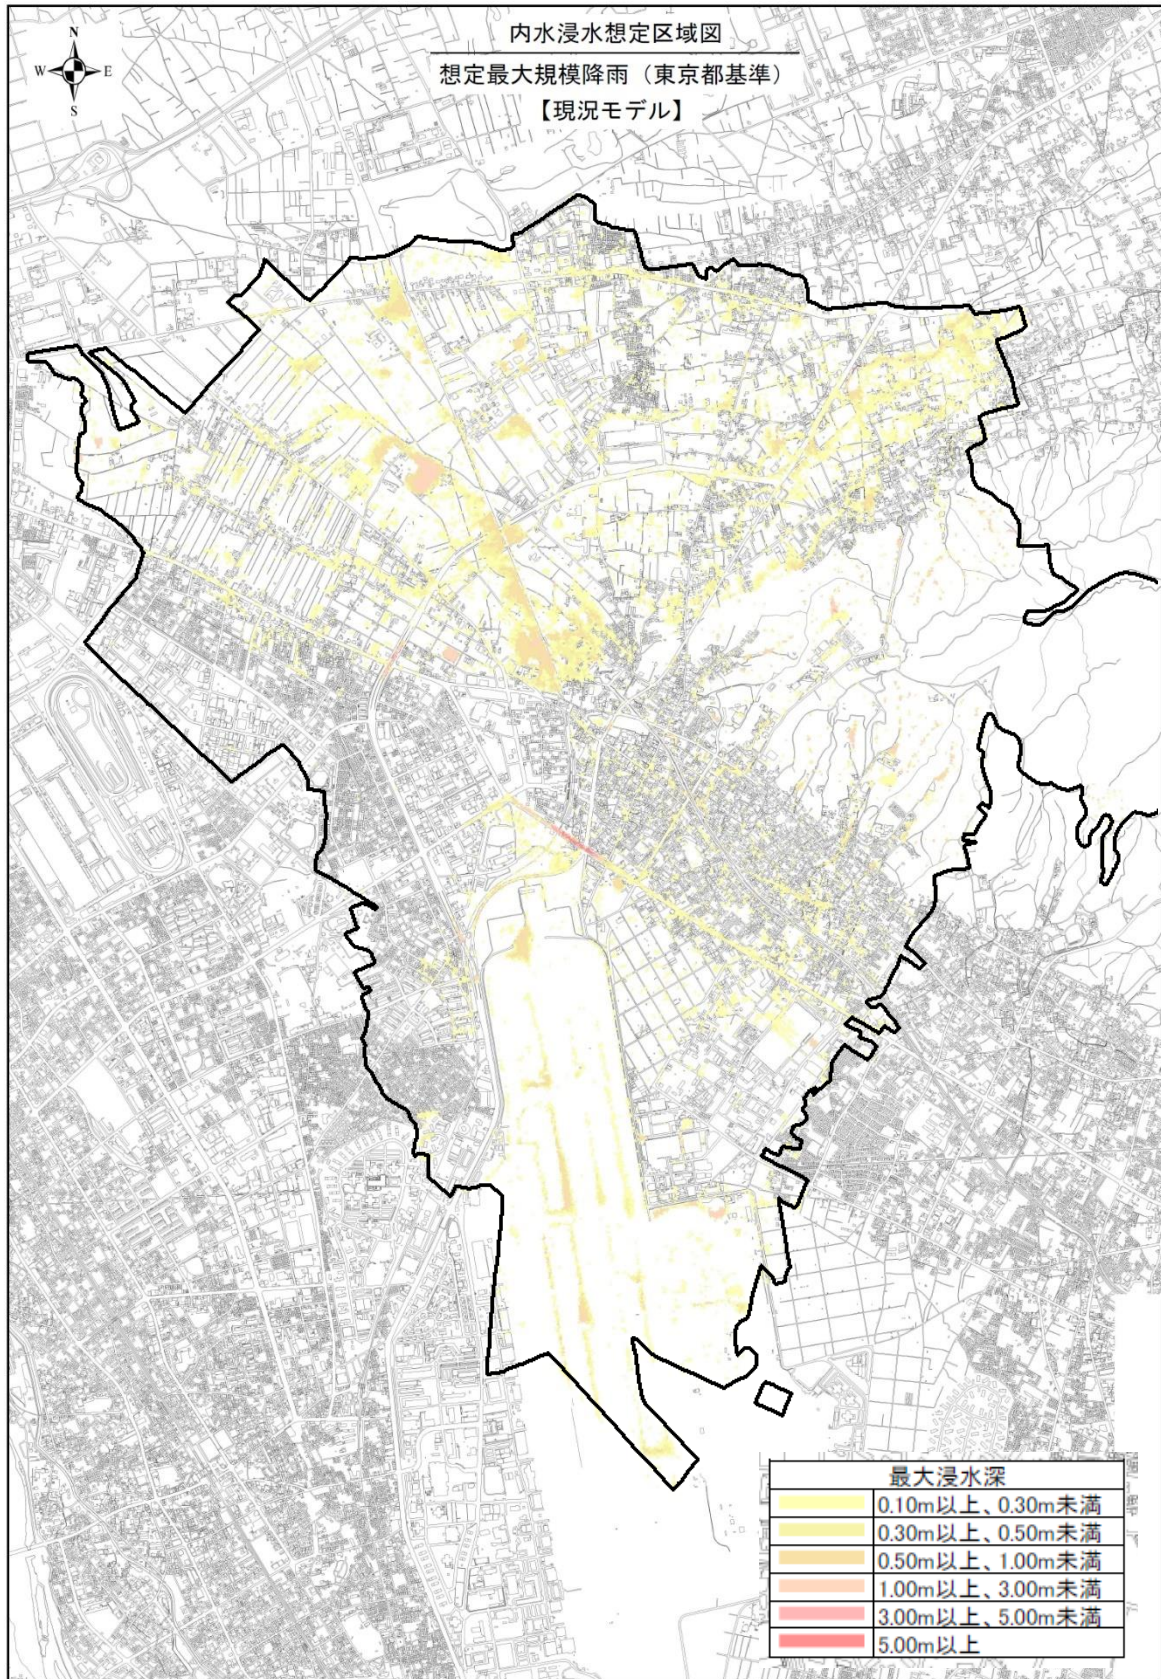 内水浸水想定区域図
想定最大規模降雨（東京都基準）
【現況モデル】
N
W
E
S
最大浸水深
0.10m以上、0.30m未満
0.30m以上、0.50m未満
0.50m以上、1.00m未満
1.00m以上、3.00m未満
3.00m以上、5.00m未満
5.00m以上